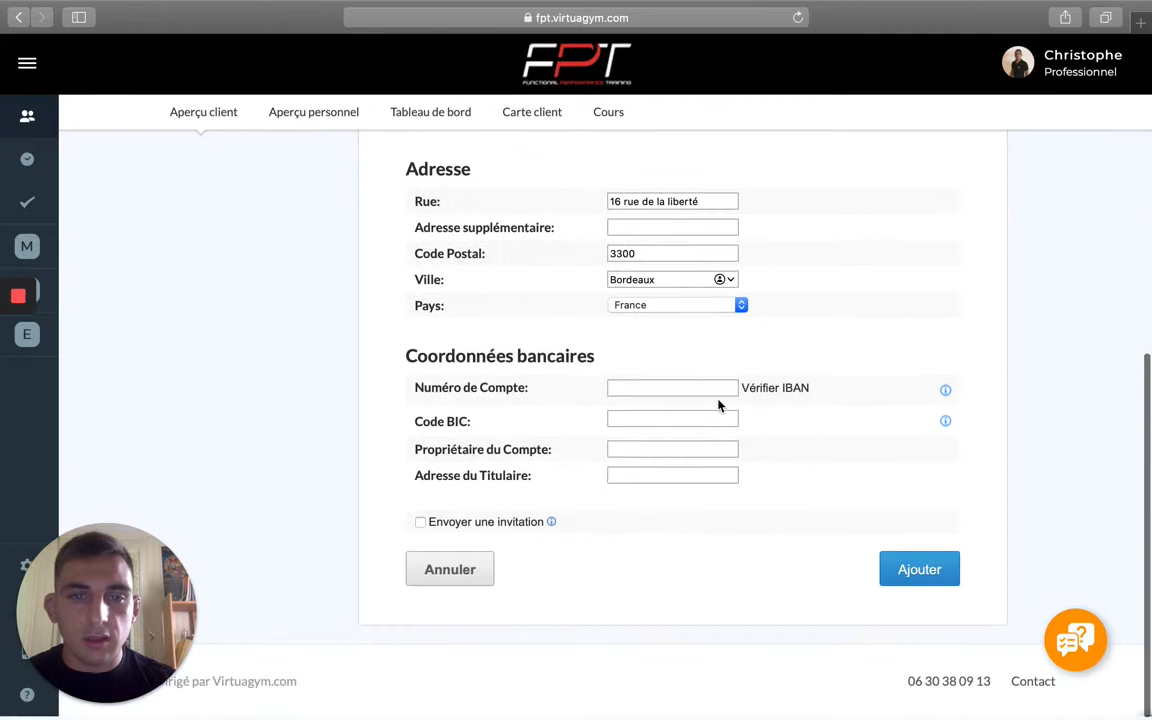 fpt.virtuagym.com
FPT
FUNCTIONAL PERFORMANCE TRAINING
Christophe
Professionnel
Aperçu client
Aperçu personnel
Tableau de bord
Carte client
Cours
M
E
Adresse
Rue: 16 rue de la liberté
Adresse supplémentaire:
Code Postal: 3300
Ville: Bordeaux
Pays: France
Coordonnées bancaires
Numéro de Compte: Vérifier IBAN
Code BIC:
Propriétaire du Compte:
Adresse du Titulaire:
Envoyer une invitation
Annuler
Ajouter
par Virtuagym.com
06 30 38 09 13
Contact